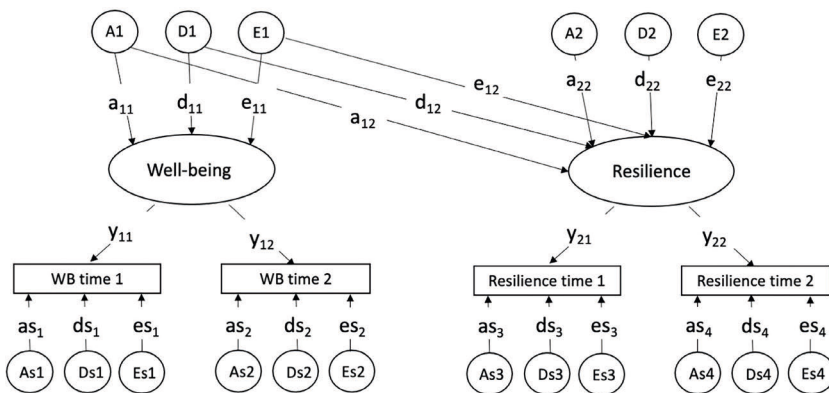 A1 D1 E1 A2 D2 E2
a₁₁ d₁₁ e₁₁ a₁₂ d₁₂ e₁₂ a₂₂ d₂₂ e₂₂
Well-being Resilience
y₁₁ y₁₂ y₂₁ y₂₂
WB time 1 WB time 2 Resilience time 1 Resilience time 2
as₁ ds₁ es₁ as₂ ds₂ es₂ as₃ ds₃ es₃ as₄ ds₄ es₄
As1 Ds1 Es1 As2 Ds2 Es2 As3 Ds3 Es3 As4 Ds4 Es4